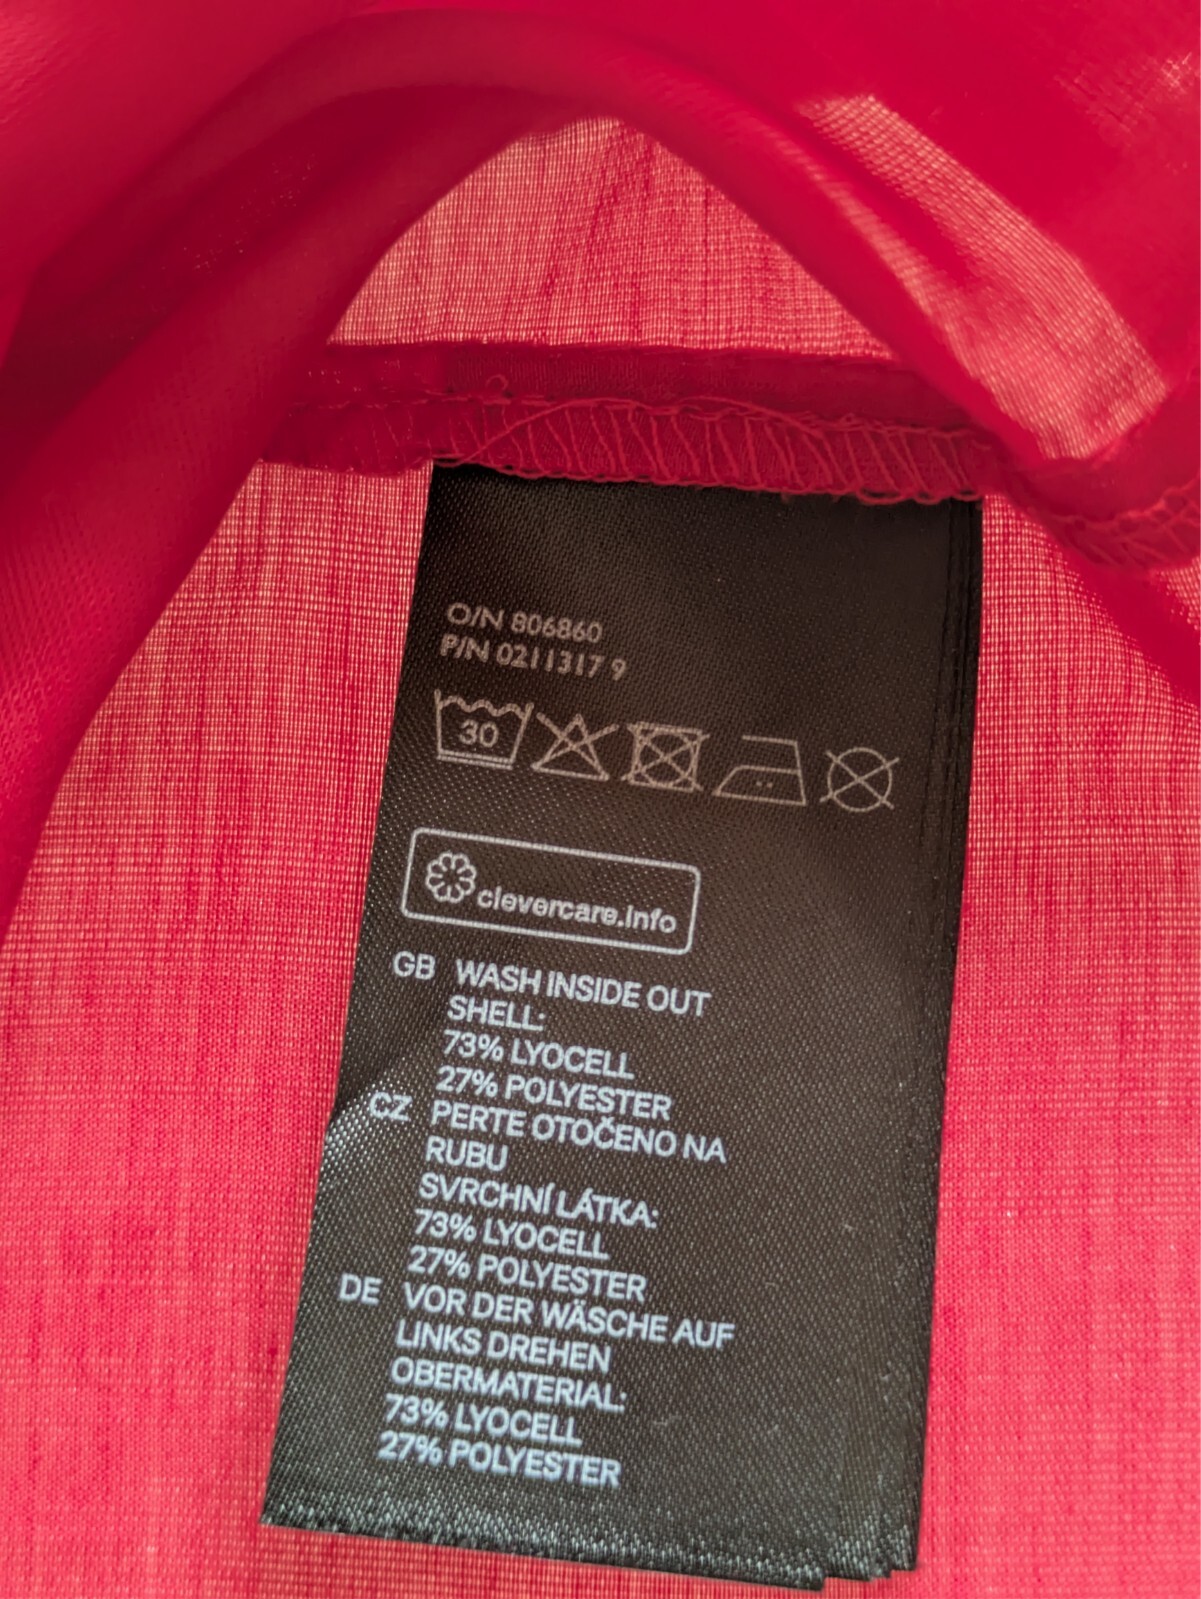 O/N 806860
P/N 0211317 9
30
clevercare.info
GB WASH INSIDE OUT
SHELL:
73% LYOCELL
27% POLYESTER
CZ PERTE OTOČENO NA
RUBU
SVRCHNÍ LÁTKA:
73% LYOCELL
27% POLYESTER
DE VOR DER WÄSCHE AUF
LINKS DREHEN
OBERMATERIAL:
73% LYOCELL
27% POLYESTER